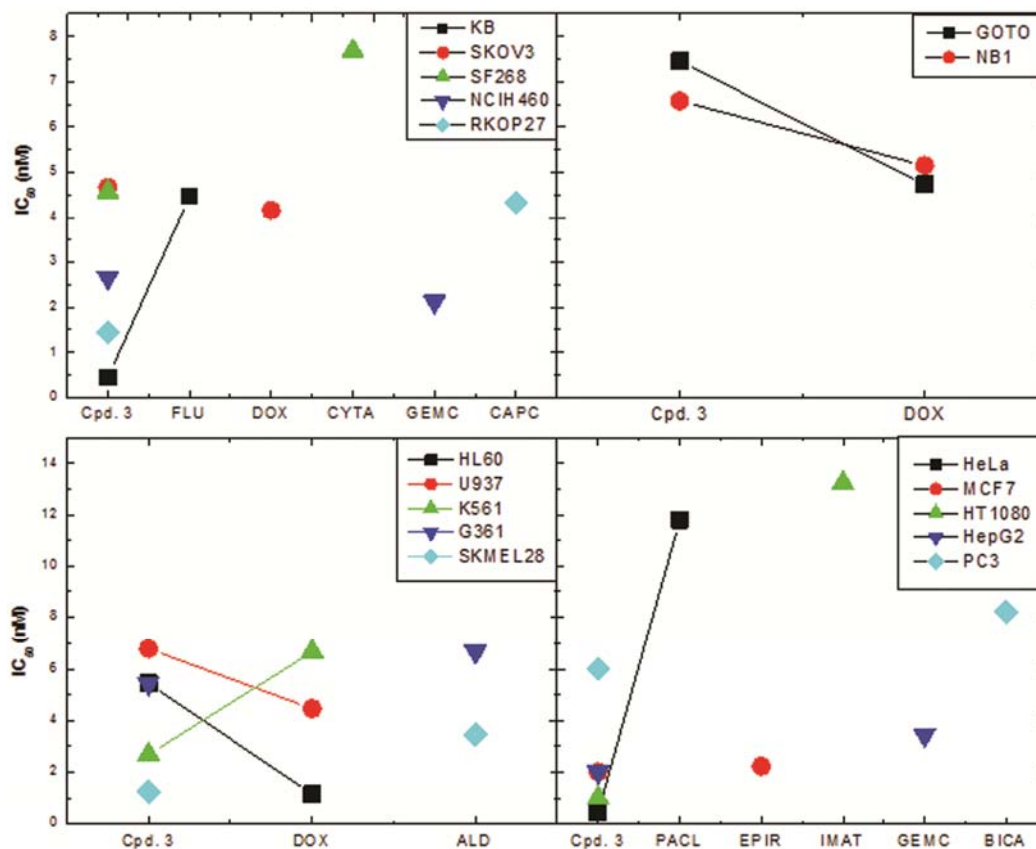 8
7
6
5
4
3
2
1
0
IC50 (nM)
KB
SKOV3
SF268
NCIH460
RKOP27
Cpd. 3 FLU DOX CYTA GEMC CAPC
GOTO
NB1
Cpd. 3 DOX
14
12
10
8
6
4
2
0
IC50 (nM)
HL60
U937
K561
G361
SKMEL28
Cpd. 3 DOX ALD
HeLa
MCF7
HT1080
HepG2
PC3
Cpd. 3 PACL EPIR IMAT GEMC BICA